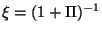 ξ = (1 + Π)⁻¹